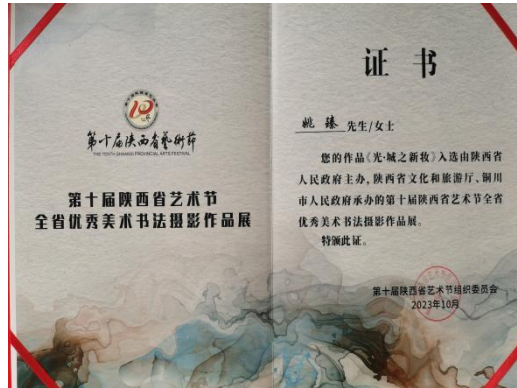 第十届陕西省艺术节
THE TENTH SHAANXI PROVINCIAL ARTS FESTIVAL
第十届陕西省艺术节
全省优秀美术书法摄影作品展
证书
姚臻 先生/女士
您的作品《光·城之新牧》入选由陕西省
人民政府主办、陕西省文化和旅游厅、铜川
市人民政府承办的第十届陕西省艺术节全省
优秀美术书法摄影作品展。
特颁此证。
第十届陕西省艺术节组织委员会
2023年10月